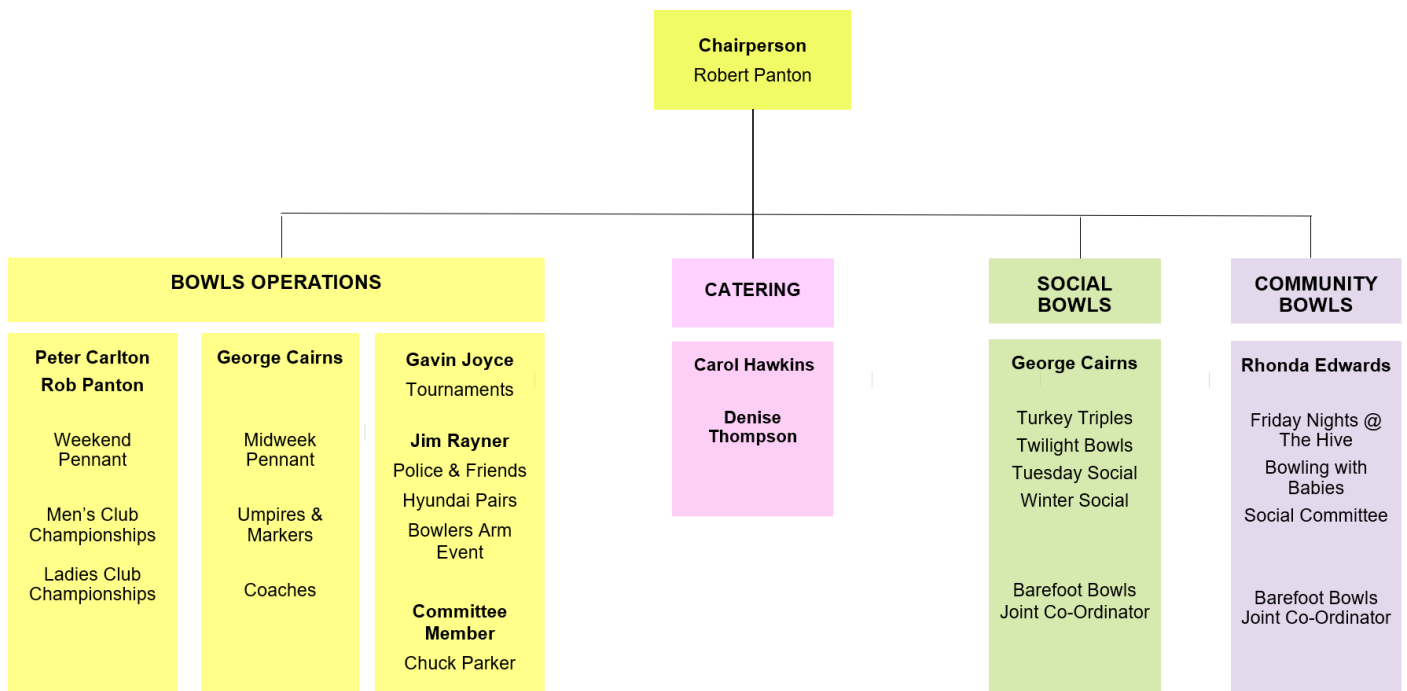 Chairperson
Robert Panton
BOWLS OPERATIONS
Peter Carlton
Rob Panton
Weekend
Pennant
Men’s Club
Championships
Ladies Club
Championships
George Cairns
Midweek
Pennant
Umpires &
Markers
Coaches
Gavin Joyce
Tournaments
Jim Rayner
Police & Friends
Hyundai Pairs
Bowlers Arm
Event
Committee
Member
Chuck Parker
CATERING
Carol Hawkins
Denise
Thompson
SOCIAL
BOWLS
George Cairns
Turkey Triples
Twilight Bowls
Tuesday Social
Winter Social
Barefoot Bowls
Joint Co-Ordinator
COMMUNITY
BOWLS
Rhonda Edwards
Friday Nights @
The Hive
Bowling with
Babies
Social Committee
Barefoot Bowls
Joint Co-Ordinator